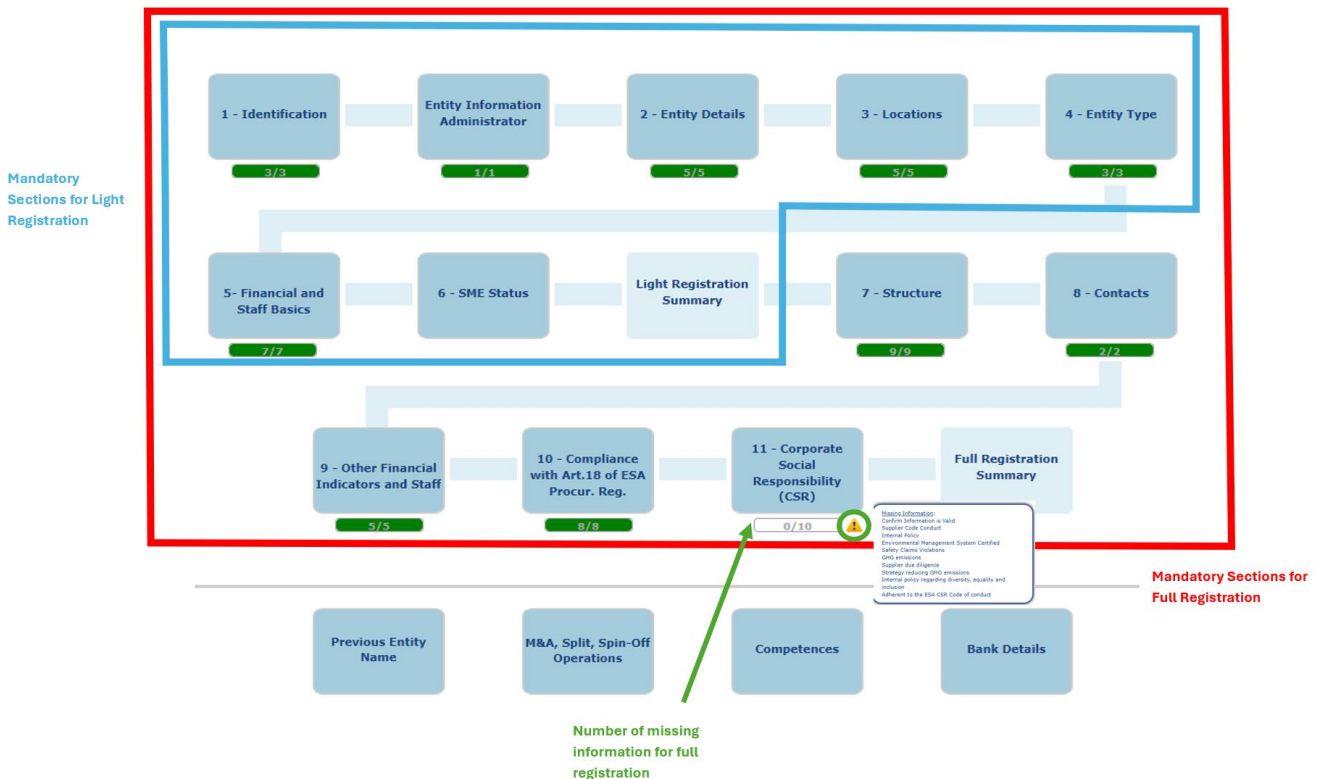 1 - Identification
Entity Information
Administrator
2 - Entity Details
3 - Locations
4 - Entity Type
3/3
1/1
5/5
5/5
3/3
Mandatory
Sections for Light
Registration
5- Financial and
Staff Basics
6 - SME Status
Light Registration
Summary
7 - Structure
8 - Contacts
7/7
9/9
2/2
9 - Other Financial
Indicators and Staff
10 - Compliance
with Art.18 of ESA
Procur. Reg.
11 - Corporate
Social
Responsibility
(CSR)
Full Registration
Summary
5/5
8/8
0/10
Missing Information:
Confirm Information is Valid
Supplier Code Conduct
Internal Policy
Environmental Management System Certified
Safety Claims Violations
GHG emissions
Supplier due diligence
Strategy reducing GHG emissions
Internal policy regarding diversity, equality and
inclusion
Adherent to the ESA CSR Code of conduct
Mandatory Sections for
Full Registration
Previous Entity
Name
M&A, Split, Spin-Off
Operations
Competences
Bank Details
Number of missing
information for full
registration